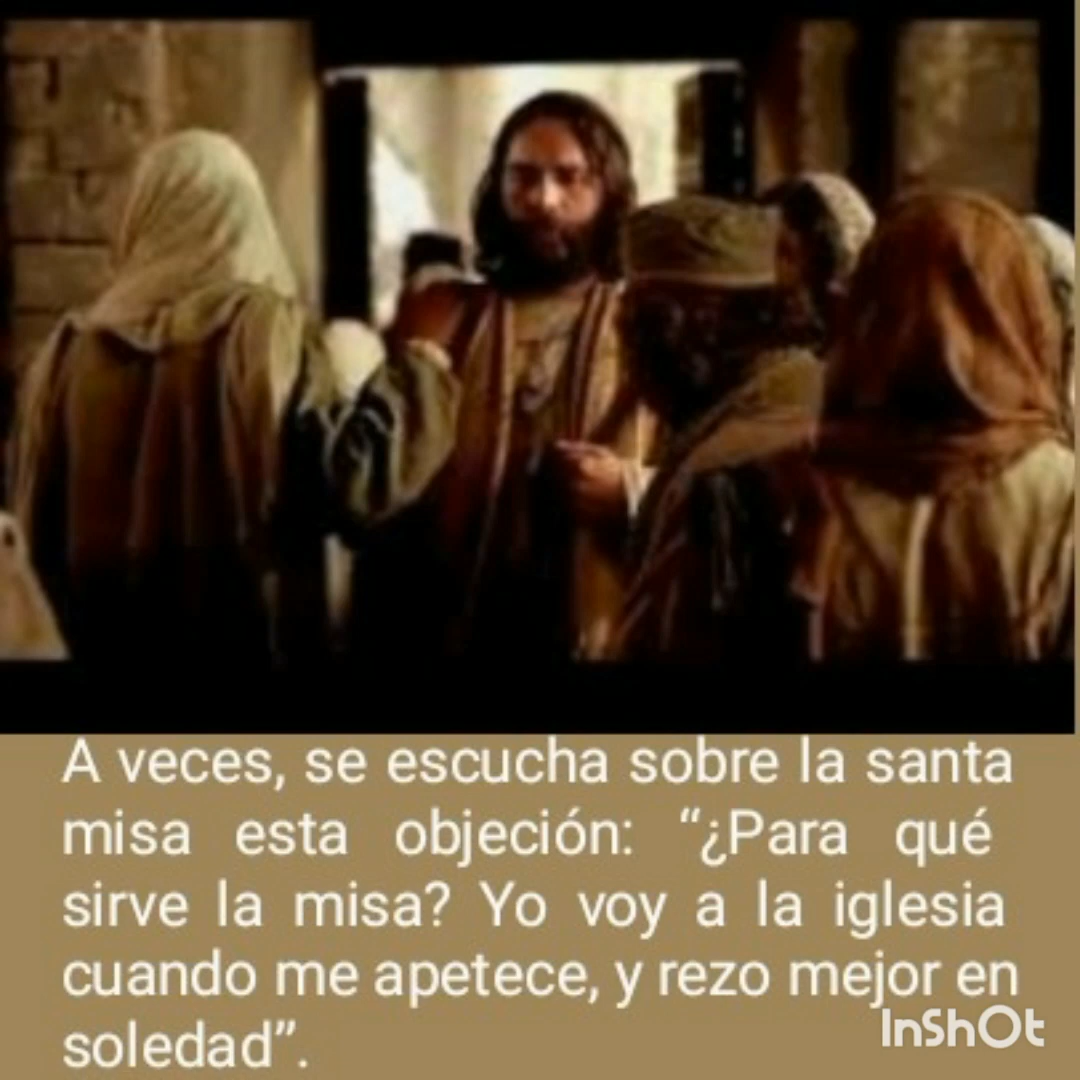 A veces, se escucha sobre la santa
misa esta objeción: “¿Para qué
sirve la misa? Yo voy a la iglesia
cuando me apetece, y rezo mejor en
soledad”.
InShOt